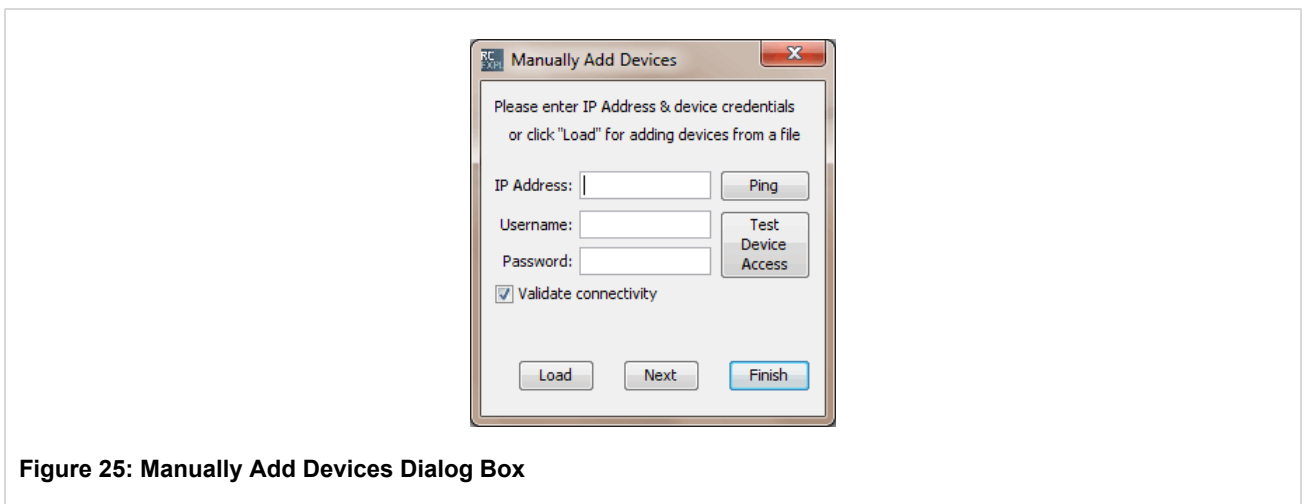 RC
EXPL
Manually Add Devices
Please enter IP Address & device credentials
or click "Load" for adding devices from a file
IP Address:
Ping
Username:
Test
Device
Access
Password:
Validate connectivity
Load
Next
Finish
Figure 25: Manually Add Devices Dialog Box